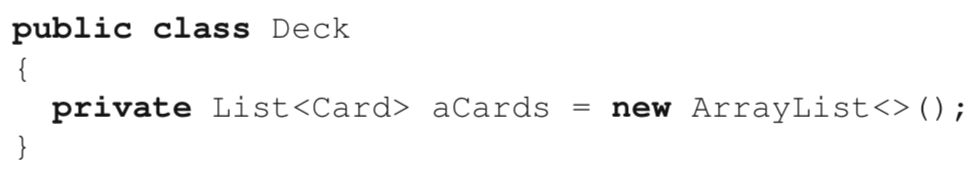 public class Deck
{
  private List<Card> aCards = new ArrayList<>();
}